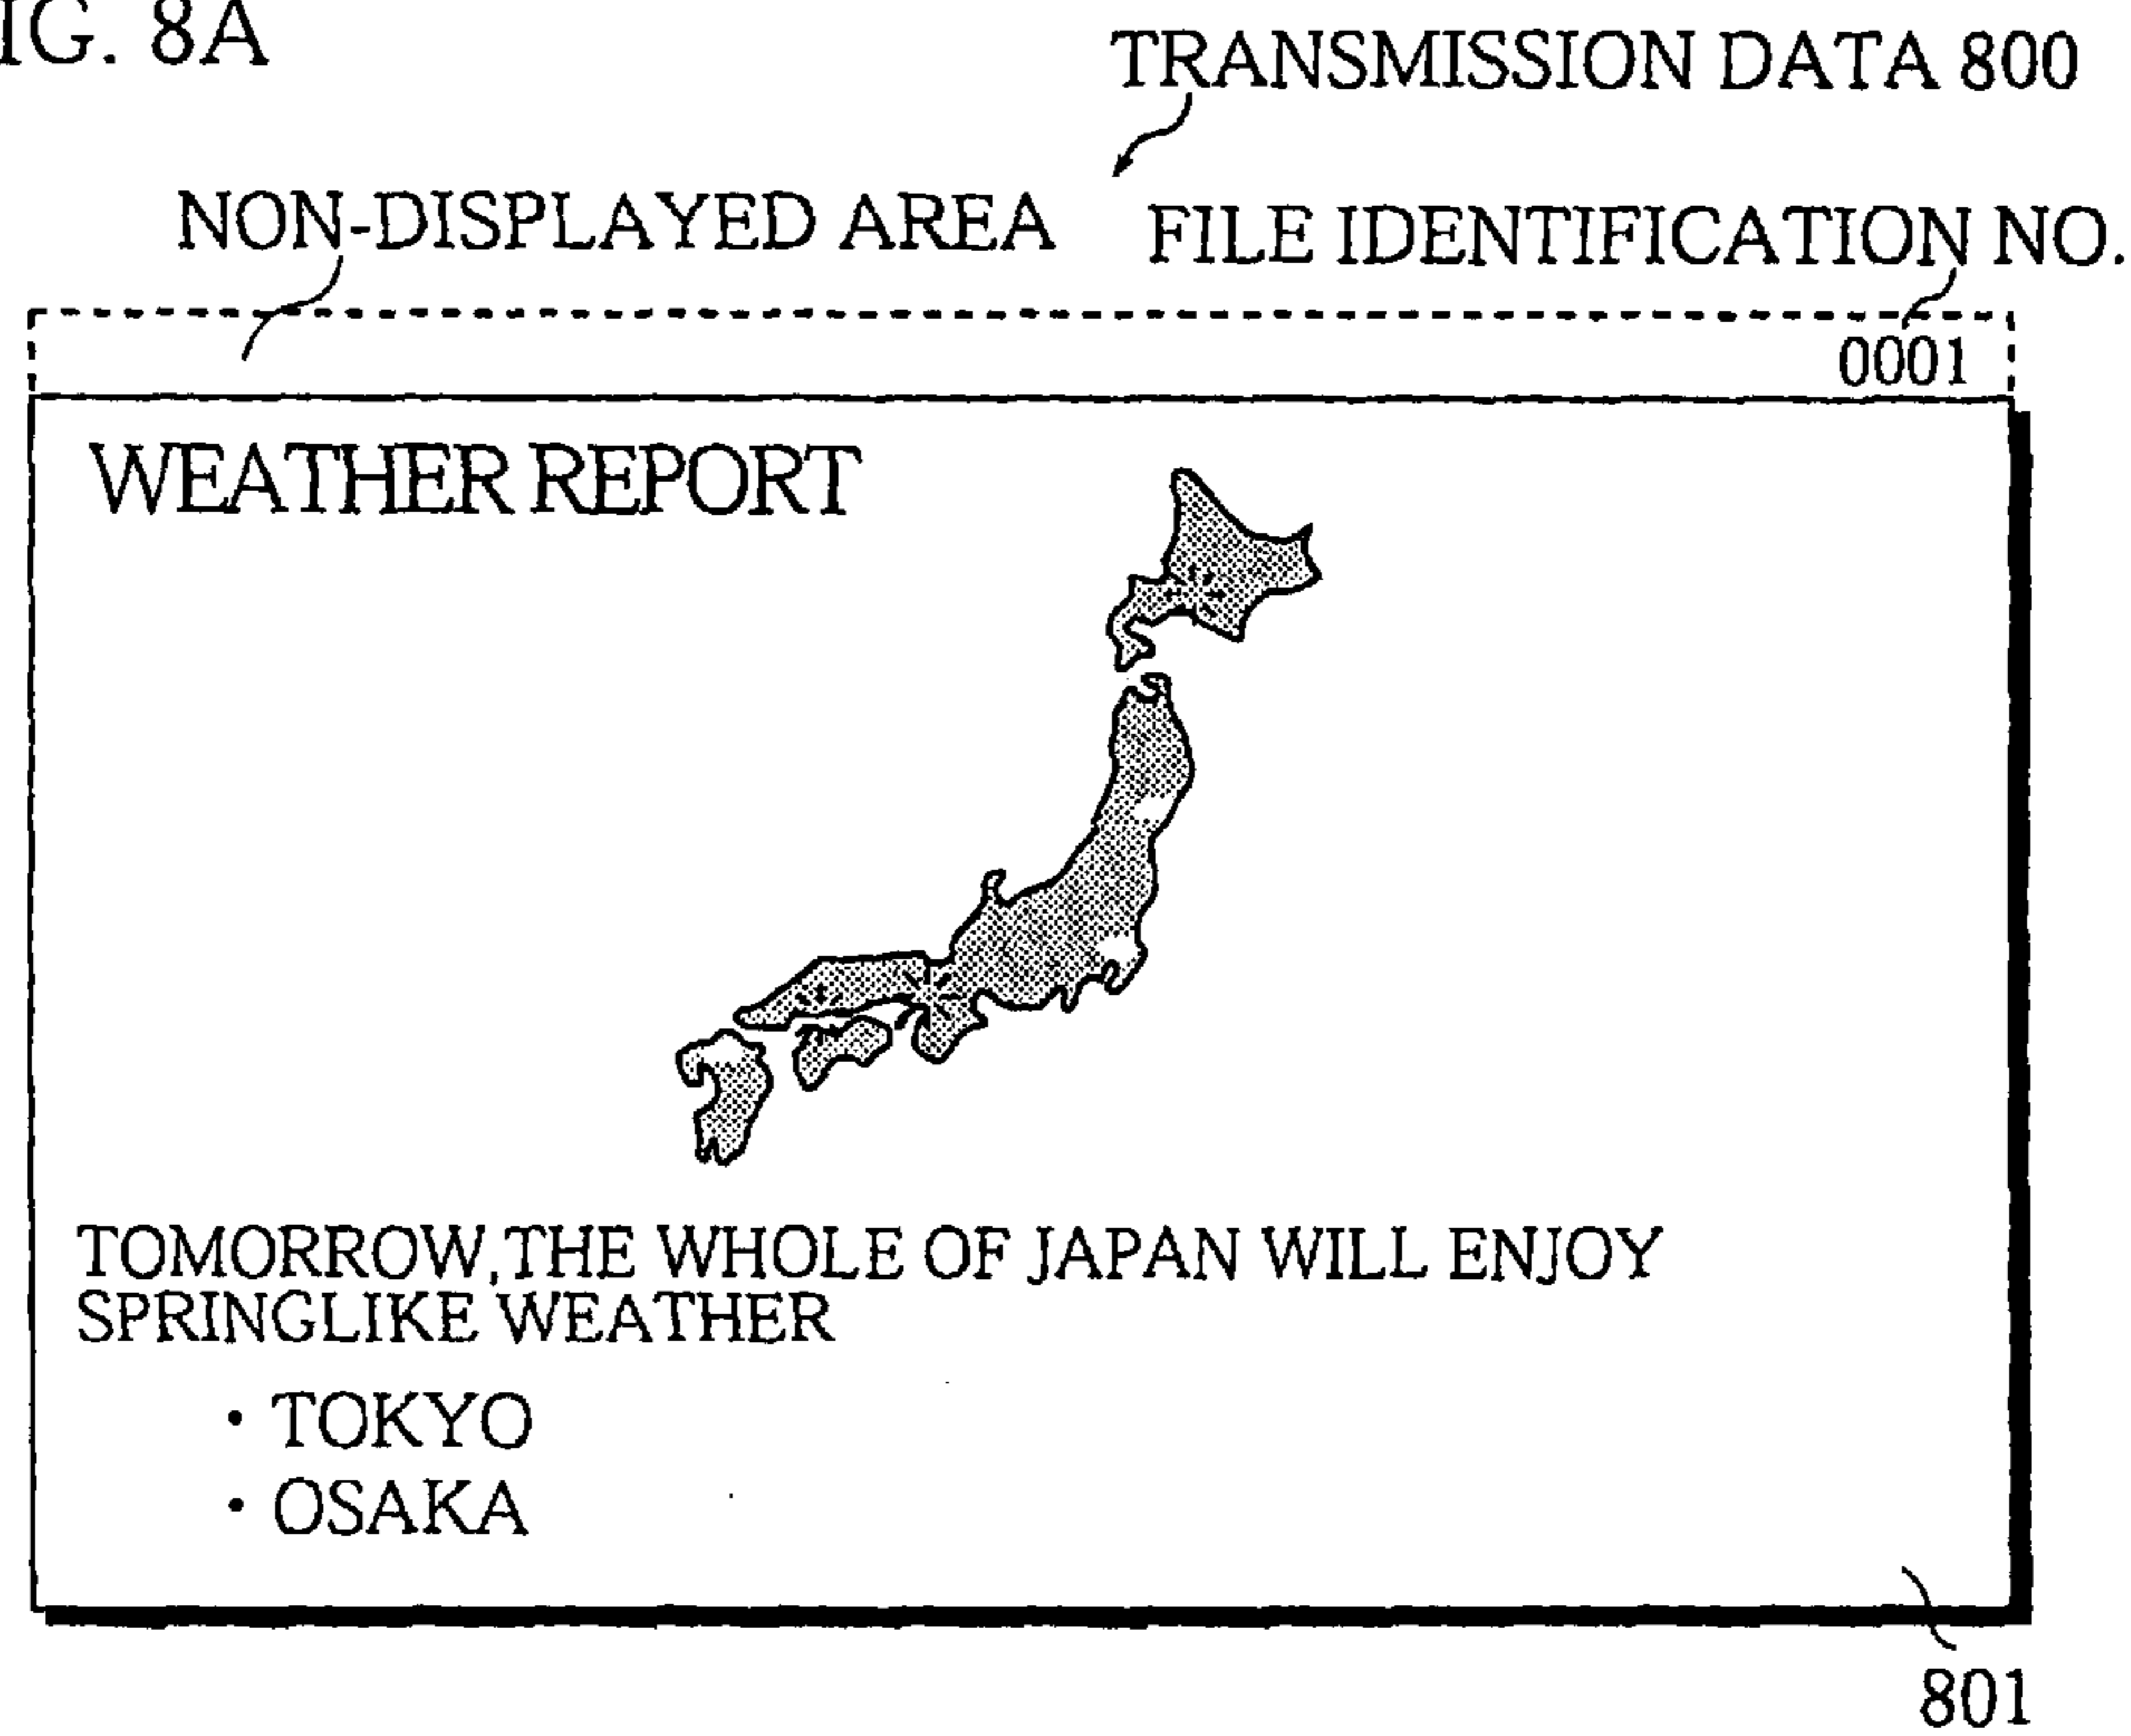 IG. 8A
TRANSMISSION DATA 800
NON-DISPLAYED AREA
FILE IDENTIFICATION NO.
0001
WEATHER REPORT
TOMORROW,THE WHOLE OF JAPAN WILL ENJOY
SPRINGLIKE WEATHER
• TOKYO
• OSAKA
801